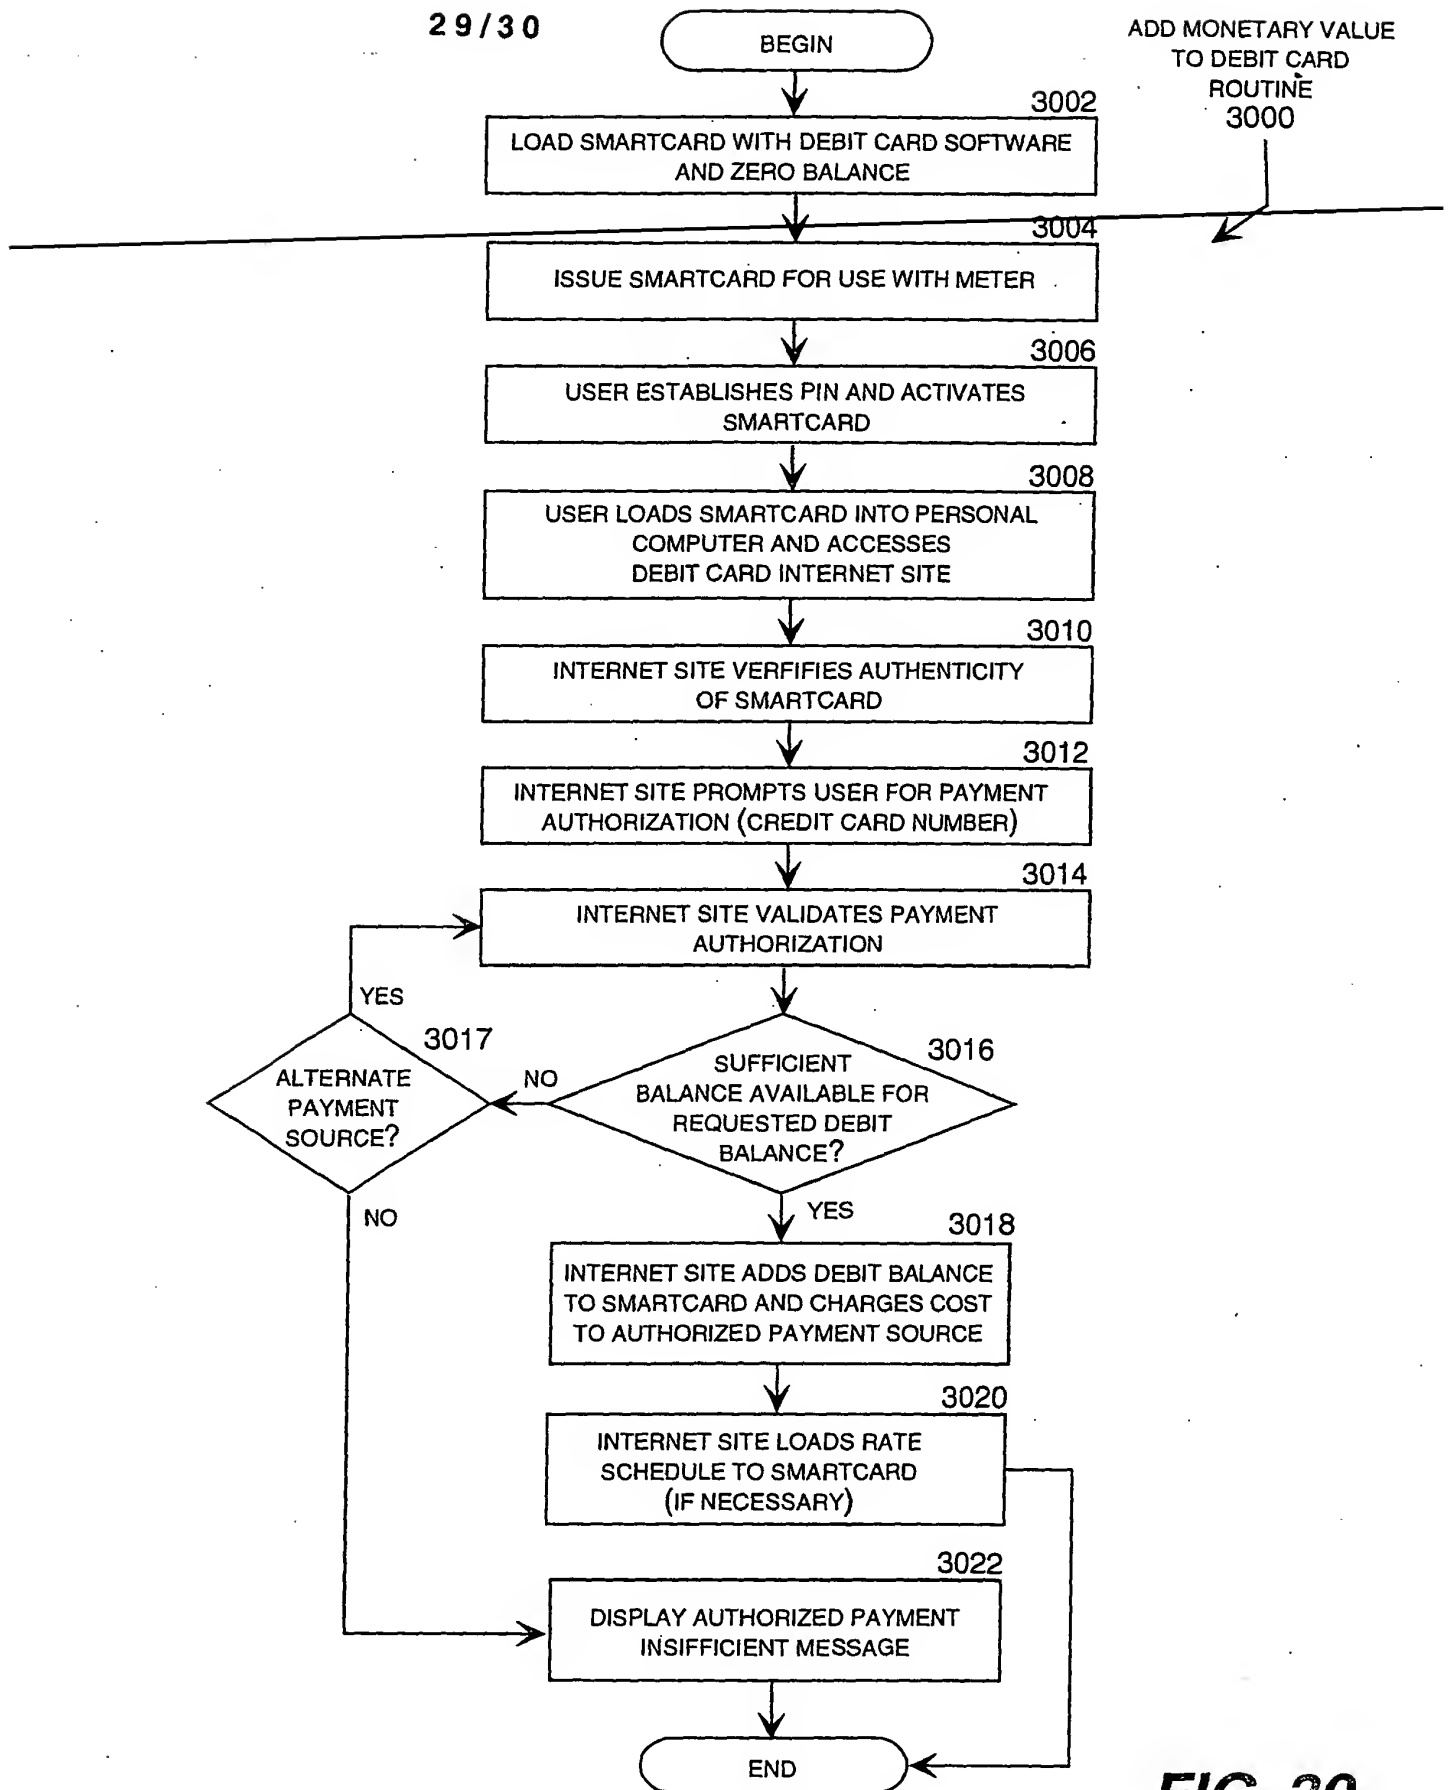 29/30
BEGIN
ADD MONETARY VALUE
TO DEBIT CARD
ROUTINE
3000
3002
LOAD SMARTCARD WITH DEBIT CARD SOFTWARE
AND ZERO BALANCE
3004
ISSUE SMARTCARD FOR USE WITH METER
3006
USER ESTABLISHES PIN AND ACTIVATES
SMARTCARD
3008
USER LOADS SMARTCARD INTO PERSONAL
COMPUTER AND ACCESSES
DEBIT CARD INTERNET SITE
3010
INTERNET SITE VERFIFIES AUTHENTICITY
OF SMARTCARD
3012
INTERNET SITE PROMPTS USER FOR PAYMENT
AUTHORIZATION (CREDIT CARD NUMBER)
3014
INTERNET SITE VALIDATES PAYMENT
AUTHORIZATION
YES
3017
ALTERNATE
PAYMENT
SOURCE?
NO
3016
SUFFICIENT
BALANCE AVAILABLE FOR
REQUESTED DEBIT
BALANCE?
NO
YES
3018
INTERNET SITE ADDS DEBIT BALANCE
TO SMARTCARD AND CHARGES COST
TO AUTHORIZED PAYMENT SOURCE
3020
INTERNET SITE LOADS RATE
SCHEDULE TO SMARTCARD
(IF NECESSARY)
3022
DISPLAY AUTHORIZED PAYMENT
INSIFFICIENT MESSAGE
END
FIG.